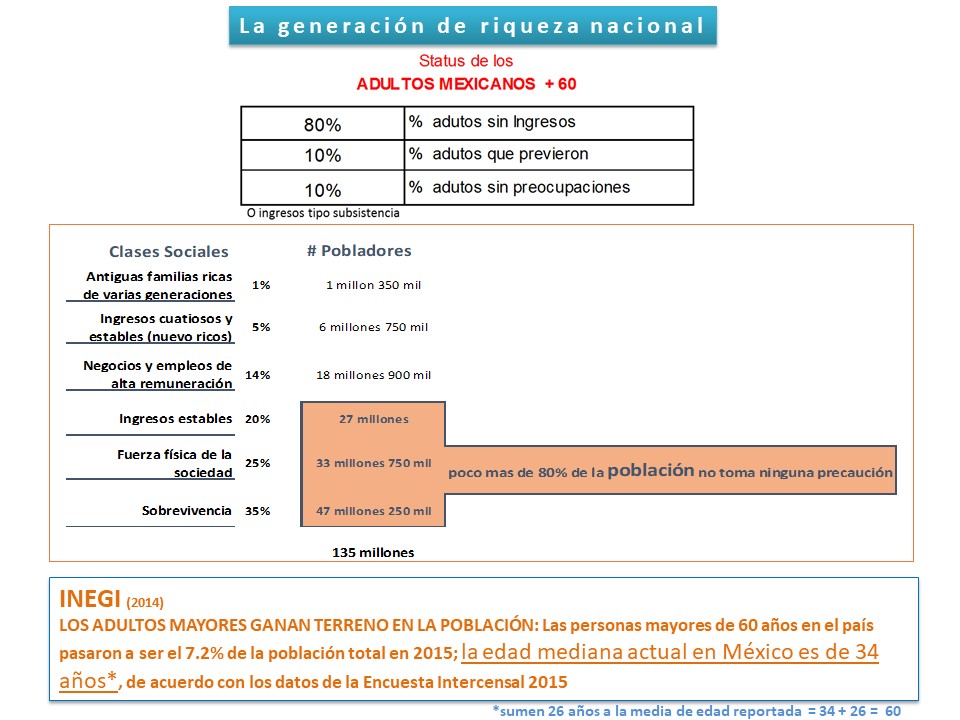 La generación de riqueza nacional
Status de los
ADULTOS MEXICANOS + 60
80% % adutos sin Ingresos
10% % adutos que previeron
10% % adutos sin preocupaciones
O ingresos tipo subsistencia
Clases Sociales # Pobladores
Antiguas familias ricas
de varias generaciones 1% 1 millon 350 mil
Ingresos cuatiosos y
estables (nuevo ricos) 5% 6 millones 750 mil
Negocios y empleos de
alta remuneración 14% 18 millones 900 mil
Ingresos estables 20% 27 millones
Fuerza física de la
sociedad 25% 33 millones 750 mil
poco mas de 80% de la población no toma ninguna precaución
Sobrevivencia 35% 47 millones 250 mil
135 millones
INEGI (2014)
LOS ADULTOS MAYORES GANAN TERRENO EN LA POBLACIÓN: Las personas mayores de 60 años en el país
pasaron a ser el 7.2% de la población total en 2015; la edad mediana actual en México es de 34
años*, de acuerdo con los datos de la Encuesta Intercensal 2015
*sumen 26 años a la media de edad reportada = 34 + 26 = 60